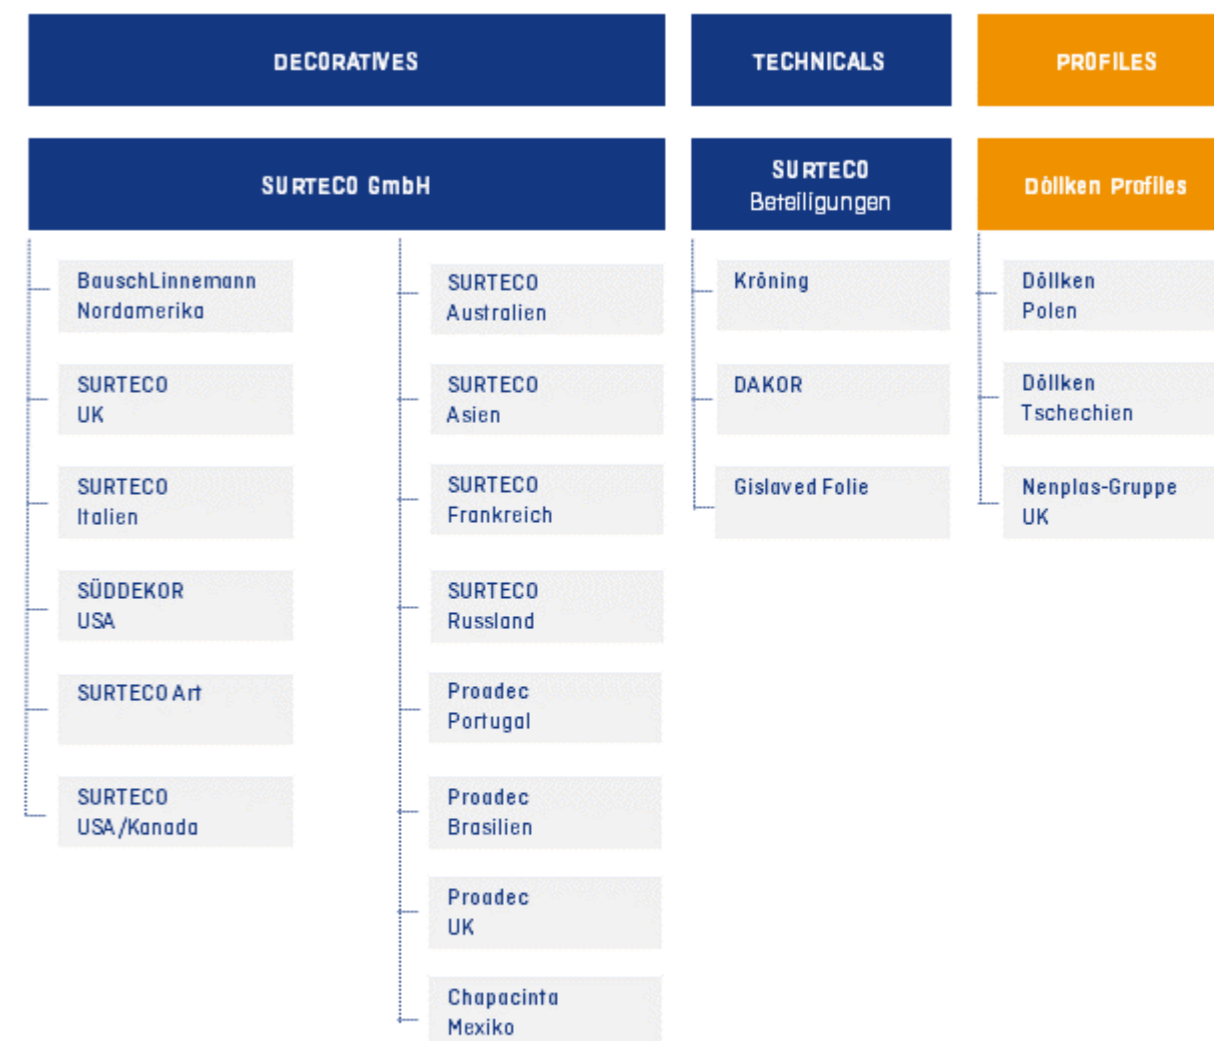 DECORATIVES
TECHNICALS
PROFILES
SURTECO GmbH
SURTECO
Beteiligungen
Döllken Profiles
BauschLinnemann
Nordamerika
SURTECO
UK
SURTECO
Italien
SÜDDEKOR
USA
SURTECO Art
SURTECO
USA/Kanada
SURTECO
Australien
SURTECO
Asien
SURTECO
Frankreich
SURTECO
Russland
Proadec
Portugal
Proadec
Brasilien
Proadec
UK
Chapacinta
Mexiko
Kröning
DAKOR
Gislaved Folie
Döllken
Polen
Döllken
Tschechien
Nenplas-Gruppe
UK